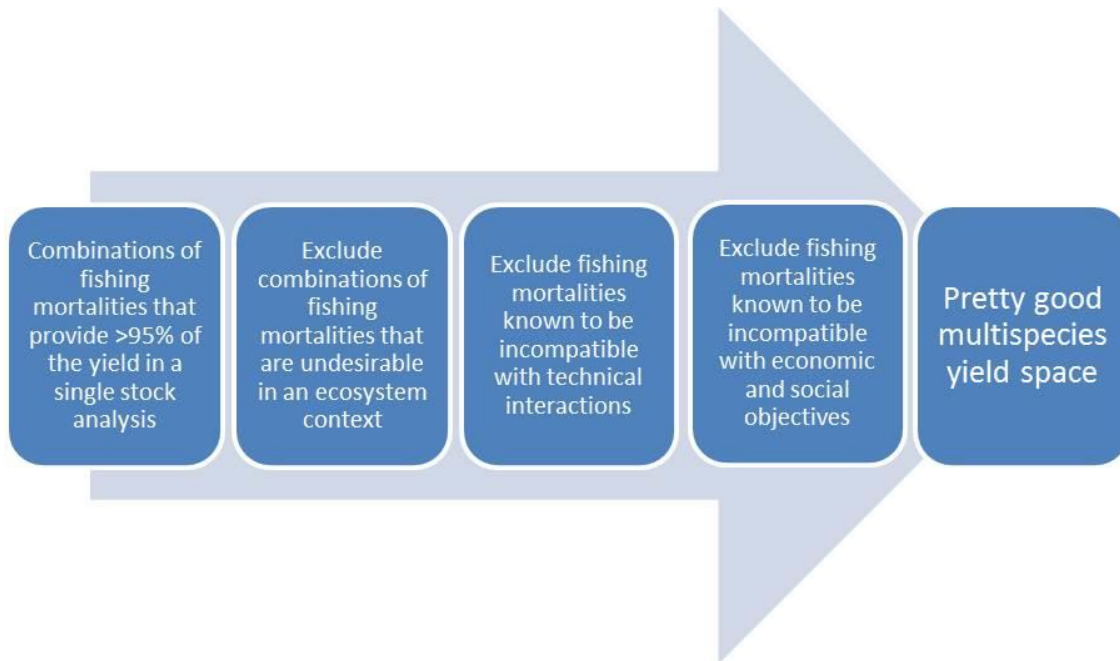 Combinations of
fishing
mortalities that
provide >95% of
the yield in a
single stock
analysis
Exclude
combinations of
fishing
mortalities that
are undesirable
in an ecosystem
context
Exclude fishing
mortalities
known to be
incompatible
with technical
interactions
Exclude fishing
mortalities
known to be
incompatible
with economic
and social
objectives
Pretty good
multispecies
yield space